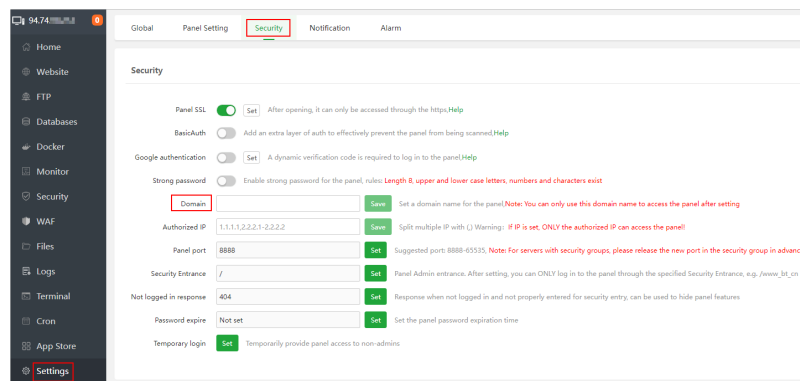 94.74
0
Home
Website
FTP
Databases
Docker
Monitor
Security
WAF
Files
Logs
Terminal
Cron
App Store
Settings
Global Panel Setting Security Notification Alarm
Security
Panel SSL Set After opening, it can only be accessed through the https,Help
BasicAuth Add an extra layer of auth to effectively prevent the panel from being scanned,Help
Google authentication Set A dynamic verification code is required to log in to the panel,Help
Strong password Enable strong password for the panel, rules: Length 8, upper and lower case letters, numbers and characters exist
Domain Save Set a domain name for the panel,Note: You can only use this domain name to access the panel after setting
Authorized IP 1.1.1.1,2.2.2.1-2.2.2.2 Save Split multiple IP with (,) Warning: If IP is set, ONLY the authorized IP can access the panel!
Panel port 8888 Set Suggested port: 8888-65535, Note: For servers with security groups, please release the new port in the security group in advanc
Security Entrance / Set Panel Admin entrance. After setting, you can ONLY log in to the panel through the specified Security Entrance, e.g. /www_bt_cn
Not logged in response 404 Set Response when not logged in and not properly entered for security entry, can be used to hide panel features
Password expire Not set Set Set the panel password expiration time
Temporary login Set Temporarily provide panel access to non-admins